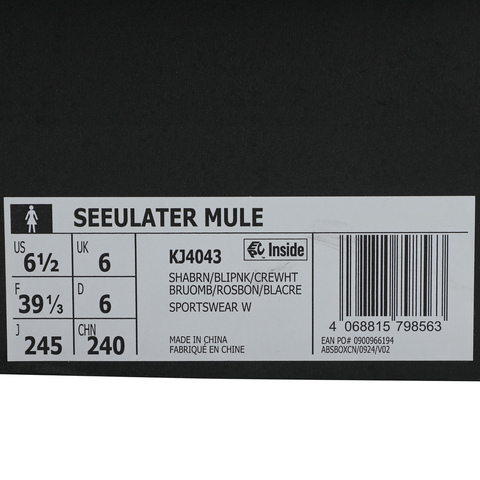 SEEULATER MULE
US 6½ UK 6
F 39⅓ D 6
J 245 CHN 240
KJ4043 Inside
SHABRN/BLIPNK/CREWHT
BRUOMB/ROSBON/BLACRE
SPORTSWEAR W
MADE IN CHINA
FABRIQUÉ EN CHINE
4 068815 798563
EAN PO# 0900966194
ABSBOXCN/0924/V02